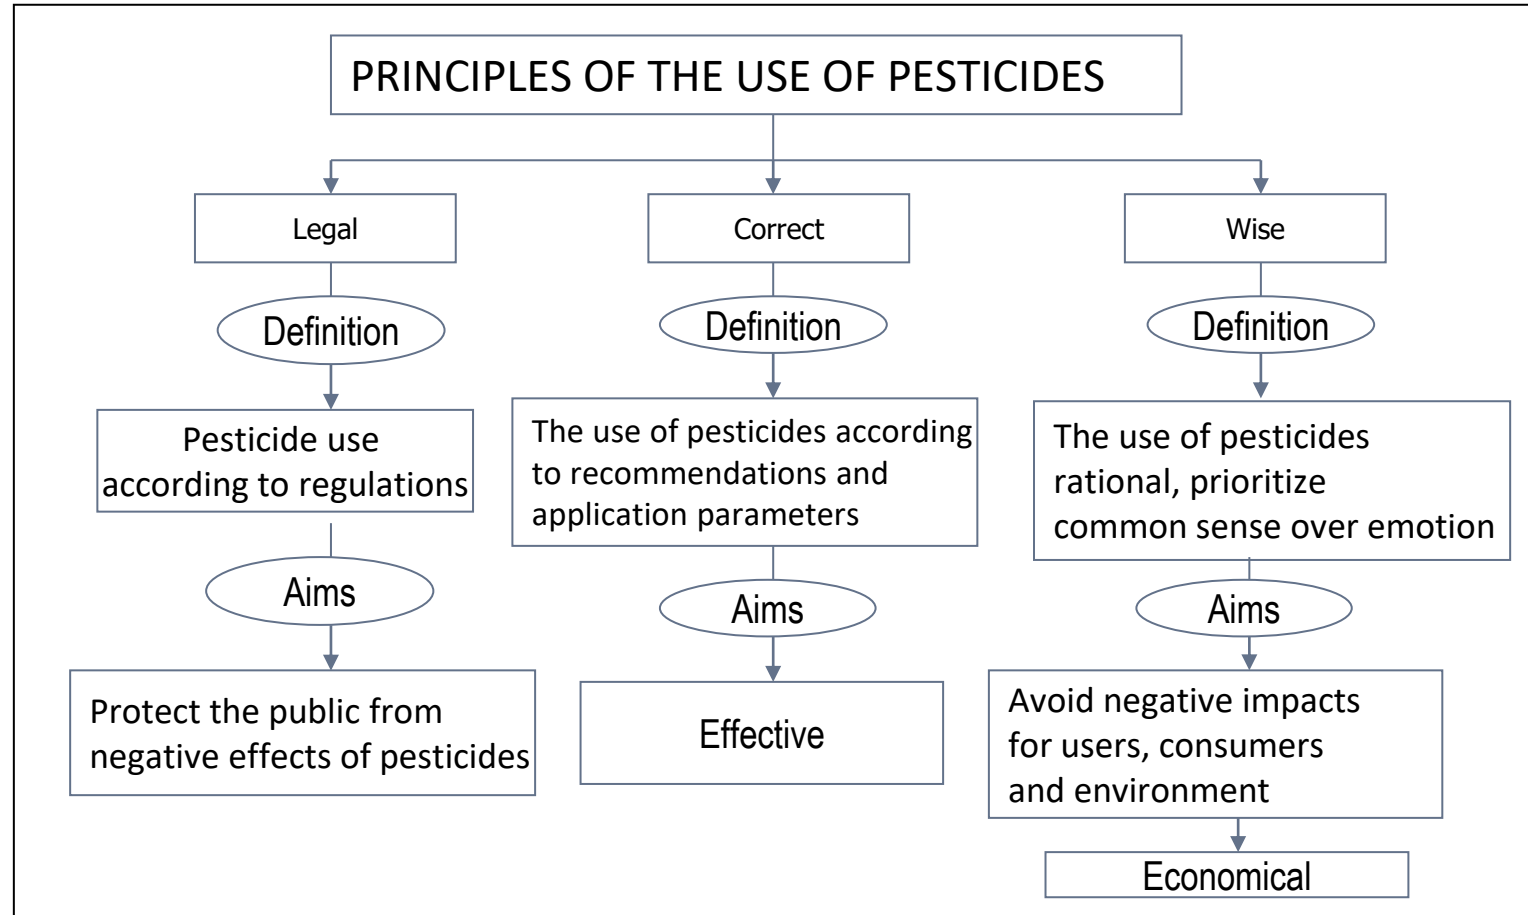 PRINCIPLES OF THE USE OF PESTICIDES
Legal
Definition
Pesticide use
according to regulations
Aims
Protect the public from
negative effects of pesticides
Correct
Definition
The use of pesticides according
to recommendations and
application parameters
Aims
Effective
Wise
Definition
The use of pesticides
rational, prioritize
common sense over emotion
Aims
Avoid negative impacts
for users, consumers
and environment
Economical